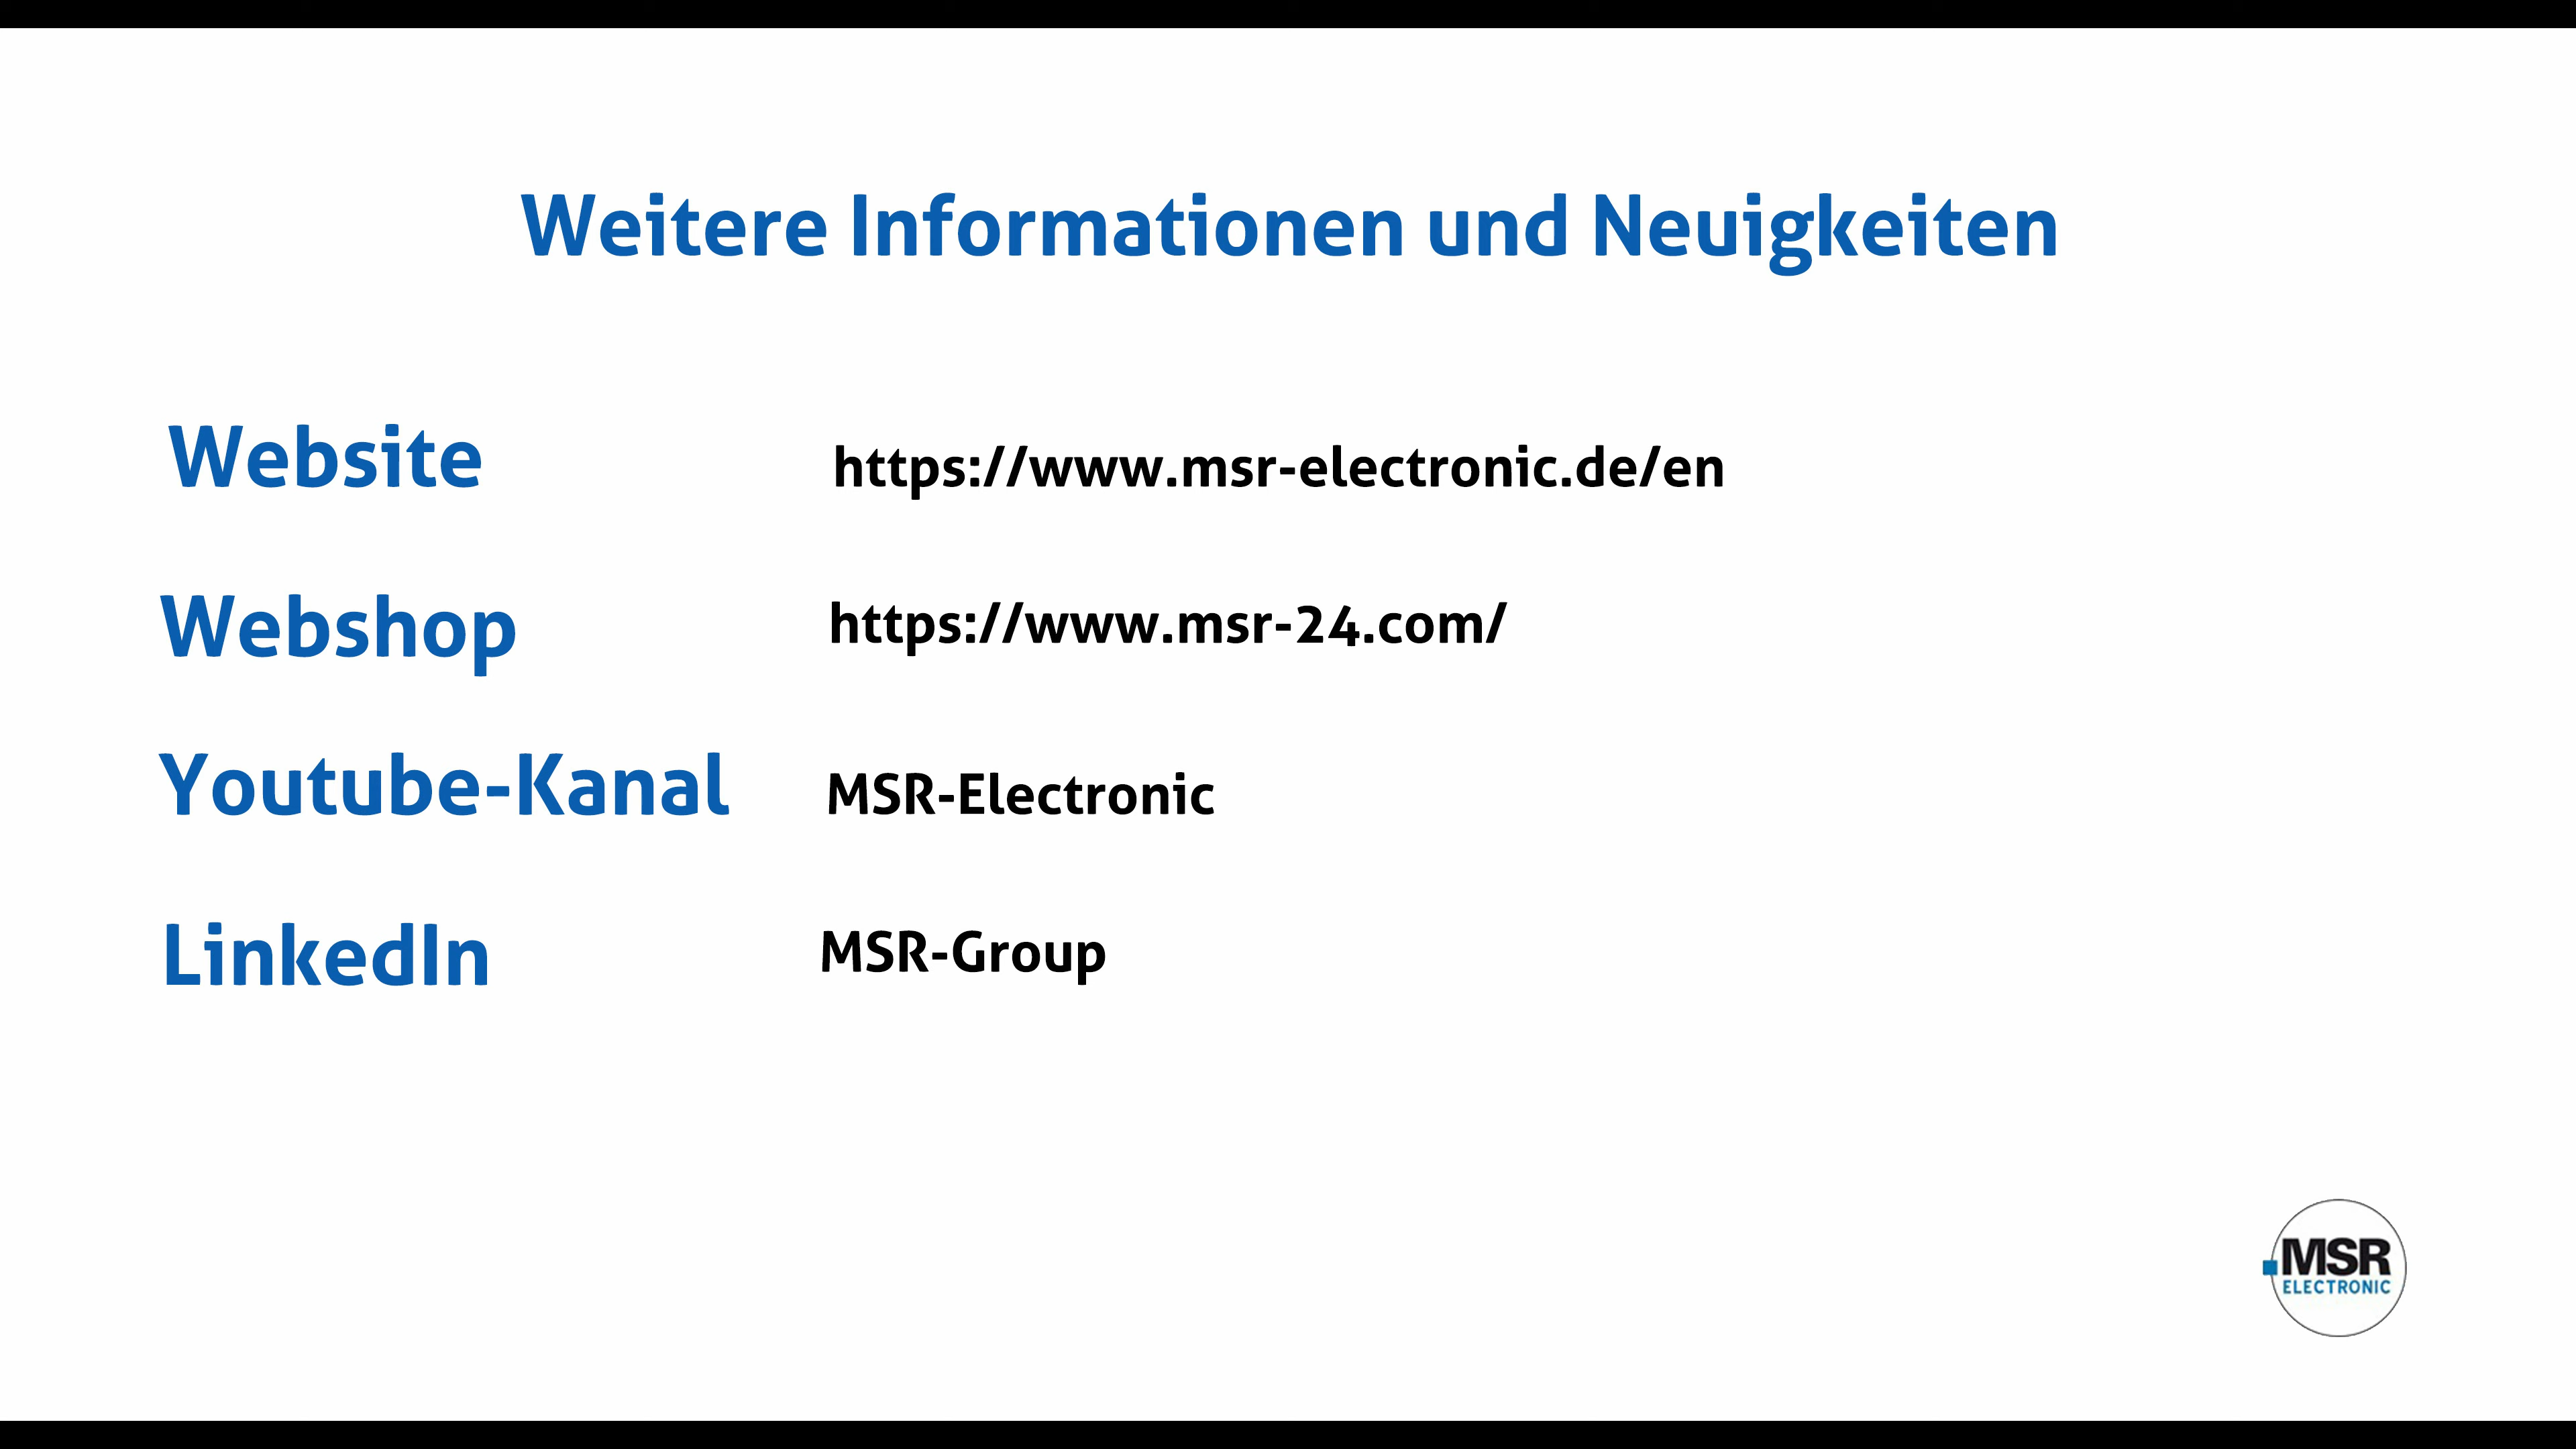 Weitere Informationen und Neuigkeiten
Website https://www.msr-electronic.de/en
Webshop https://www.msr-24.com/
Youtube-Kanal MSR-Electronic
LinkedIn MSR-Group
MSR
ELECTRONIC